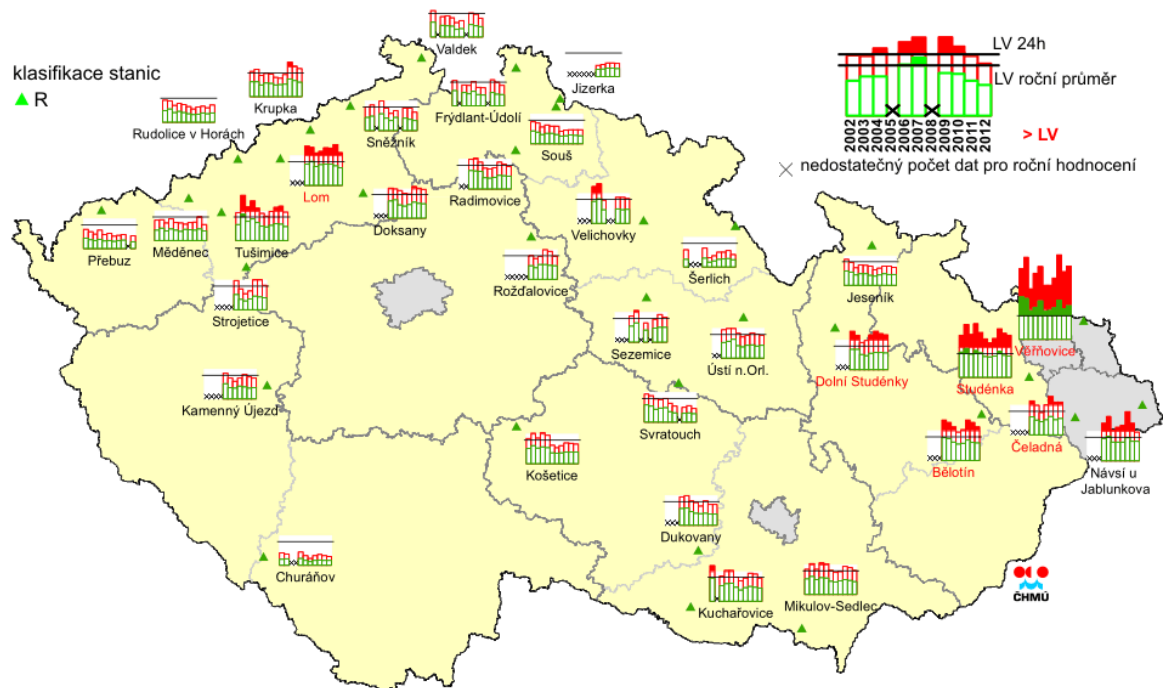 Valdek
LV 24h
LV roční průměr
klasifikace stanic
R
Jizerka
Krupka
Rudolice v Horách
Frýdlant-Údolí
2002
2003
2004
2005
2006
2007
2008
2009
2010
2011
2012
> LV
Sněžník
Souš
nedostatečný počet dat pro roční hodnocení
Lom
Radimovice
Doksany
Velichovky
Přebuz
Měděnec
Tušimice
Šerlich
Rožďalovice
Jeseník
Strojetice
Sezemice
Ústí n.Orl.
Věřňovice
Dolní Studénky
Studénka
Kamenný Újezd
Svratouch
Čeladná
Košetice
Bělotín
Návsí u
Jablunkova
Dukovany
Churáňov
ČHMÚ
Kuchařovice
Mikulov-Sedlec